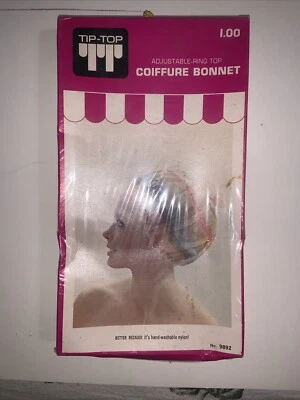 TIP-TOP
1.00
ADJUSTABLE-RING TOP
COIFFURE BONNET
BETTER BECAUSE it's hand-washable nylon!
No. 9892